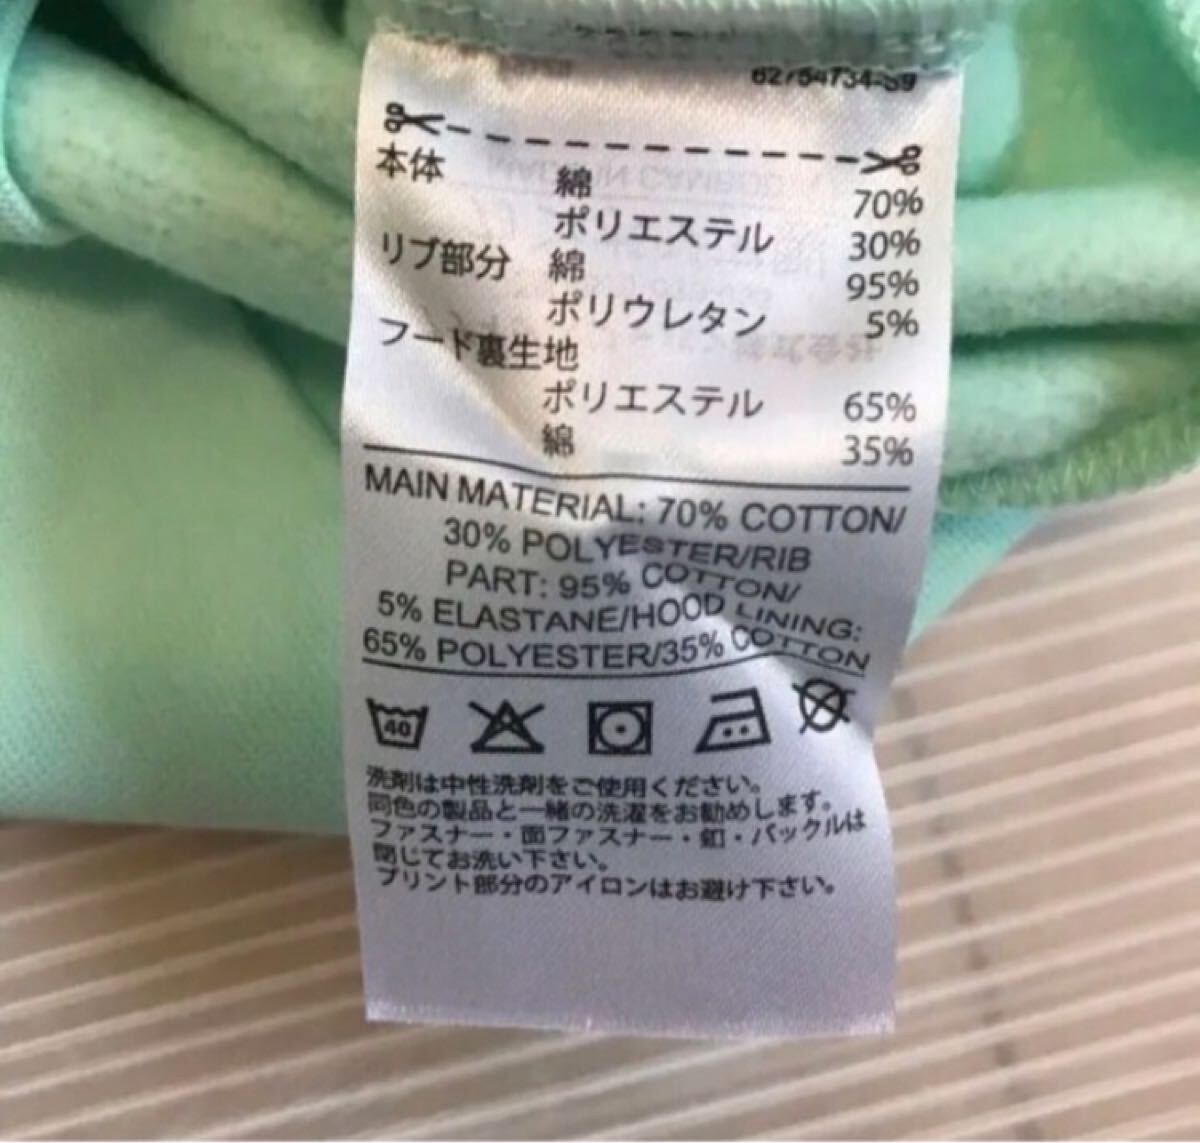 62754734-S9
本体 綿 70%
ポリエステル 30%
リブ部分 綿 95%
ポリウレタン 5%
フード裏生地
ポリエステル 65%
綿 35%
MAIN MATERIAL: 70% COTTON/
30% POLYESTER/RIB
PART: 95% COTTON/
5% ELASTANE/HOOD LINING:
65% POLYESTER/35% COTTON
40
洗剤は中性洗剤をご使用ください。
同色の製品と一緒の洗濯をお勧めします。
ファスナー・面ファスナー・釦・バックルは
閉じてお洗い下さい。
プリント部分のアイロンはお避け下さい。